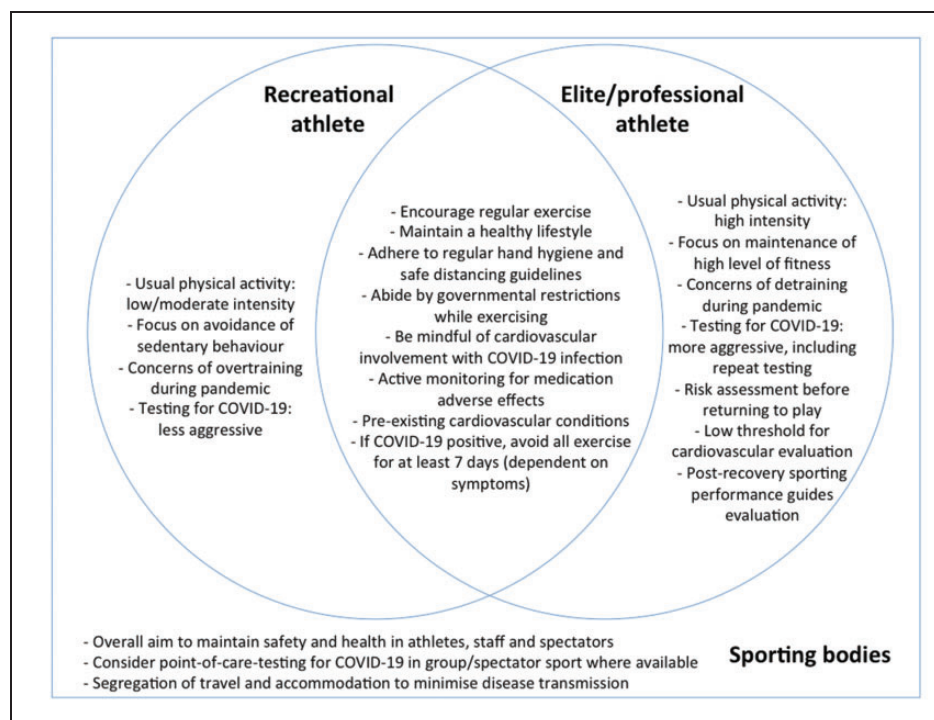 Recreational
athlete
Elite/professional
athlete
- Usual physical activity:
low/moderate intensity
- Focus on avoidance of
sedentary behaviour
- Concerns of overtraining
during pandemic
- Testing for COVID-19:
less aggressive
- Encourage regular exercise
- Maintain a healthy lifestyle
- Adhere to regular hand hygiene and
safe distancing guidelines
- Abide by governmental restrictions
while exercising
- Be mindful of cardiovascular
involvement with COVID-19 infection
- Active monitoring for medication
adverse effects
- Pre-existing cardiovascular conditions
- If COVID-19 positive, avoid all exercise
for at least 7 days (dependent on
symptoms)
- Usual physical activity:
high intensity
- Focus on maintenance of
high level of fitness
- Concerns of detraining
during pandemic
- Testing for COVID-19:
more aggressive, including
repeat testing
- Risk assessment before
returning to play
- Low threshold for
cardiovascular evaluation
- Post-recovery sporting
performance guides
evaluation
- Overall aim to maintain safety and health in athletes, staff and spectators
- Consider point-of-care-testing for COVID-19 in group/spectator sport where available
- Segregation of travel and accommodation to minimise disease transmission
Sporting bodies